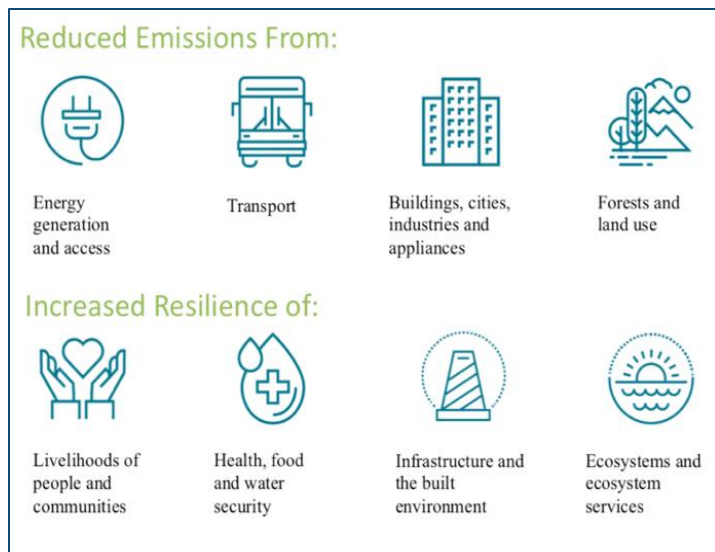 Reduced Emissions From:
Energy
generation
and access
Transport
Buildings, cities,
industries and
appliances
Forests and
land use
Increased Resilience of:
Livelihoods of
people and
communities
Health, food
and water
security
Infrastructure and
the built
environment
Ecosystems and
ecosystem
services